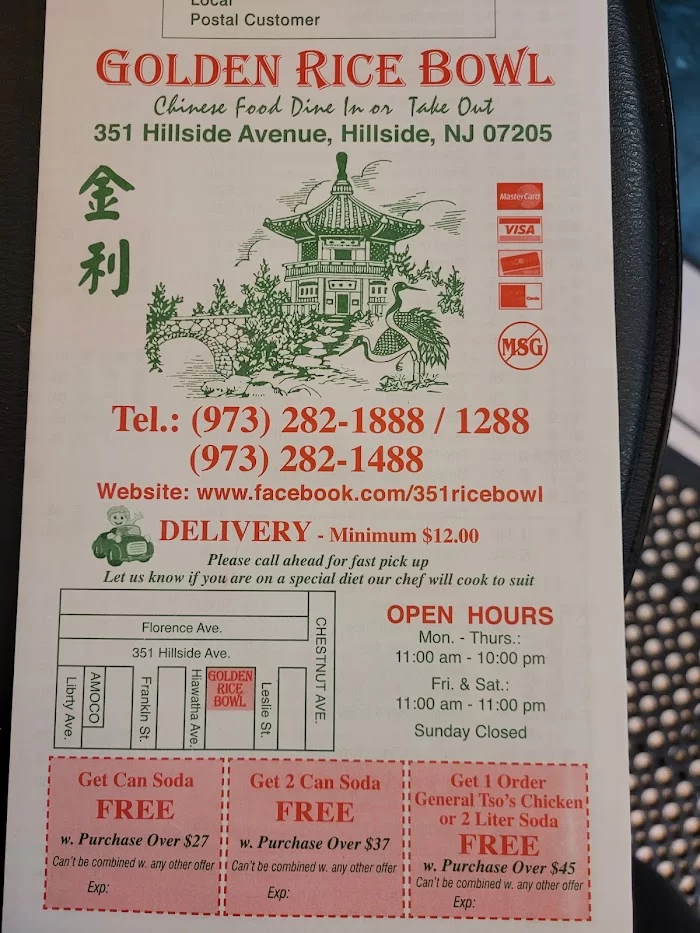 Local
Postal Customer
GOLDEN RICE BOWL
Chinese Food Dine In or Take Out
351 Hillside Avenue, Hillside, NJ 07205
金
利
MasterCard
VISA
MSG
Tel.: (973) 282-1888 / 1288
(973) 282-1488
Website: www.facebook.com/351ricebowl
DELIVERY - Minimum $12.00
Please call ahead for fast pick up
Let us know if you are on a special diet our chef will cook to suit
Florence Ave.
351 Hillside Ave.
CHESTNUT AVE.
Librty Ave.
AMOCO
Frankln St.
Hiawatha Ave.
GOLDEN
RICE
BOWL
Leslie St.
OPEN HOURS
Mon. - Thurs.:
11:00 am - 10:00 pm
Fri. & Sat.:
11:00 am - 11:00 pm
Sunday Closed
Get Can Soda
FREE
w. Purchase Over $27
Can't be combined w. any other offer
Exp:
Get 2 Can Soda
FREE
w. Purchase Over $37
Can't be combined w. any other offer
Exp:
Get 1 Order
General Tso's Chicken
or 2 Liter Soda
FREE
w. Purchase Over $45
Can't be combined w. any other offer
Exp: